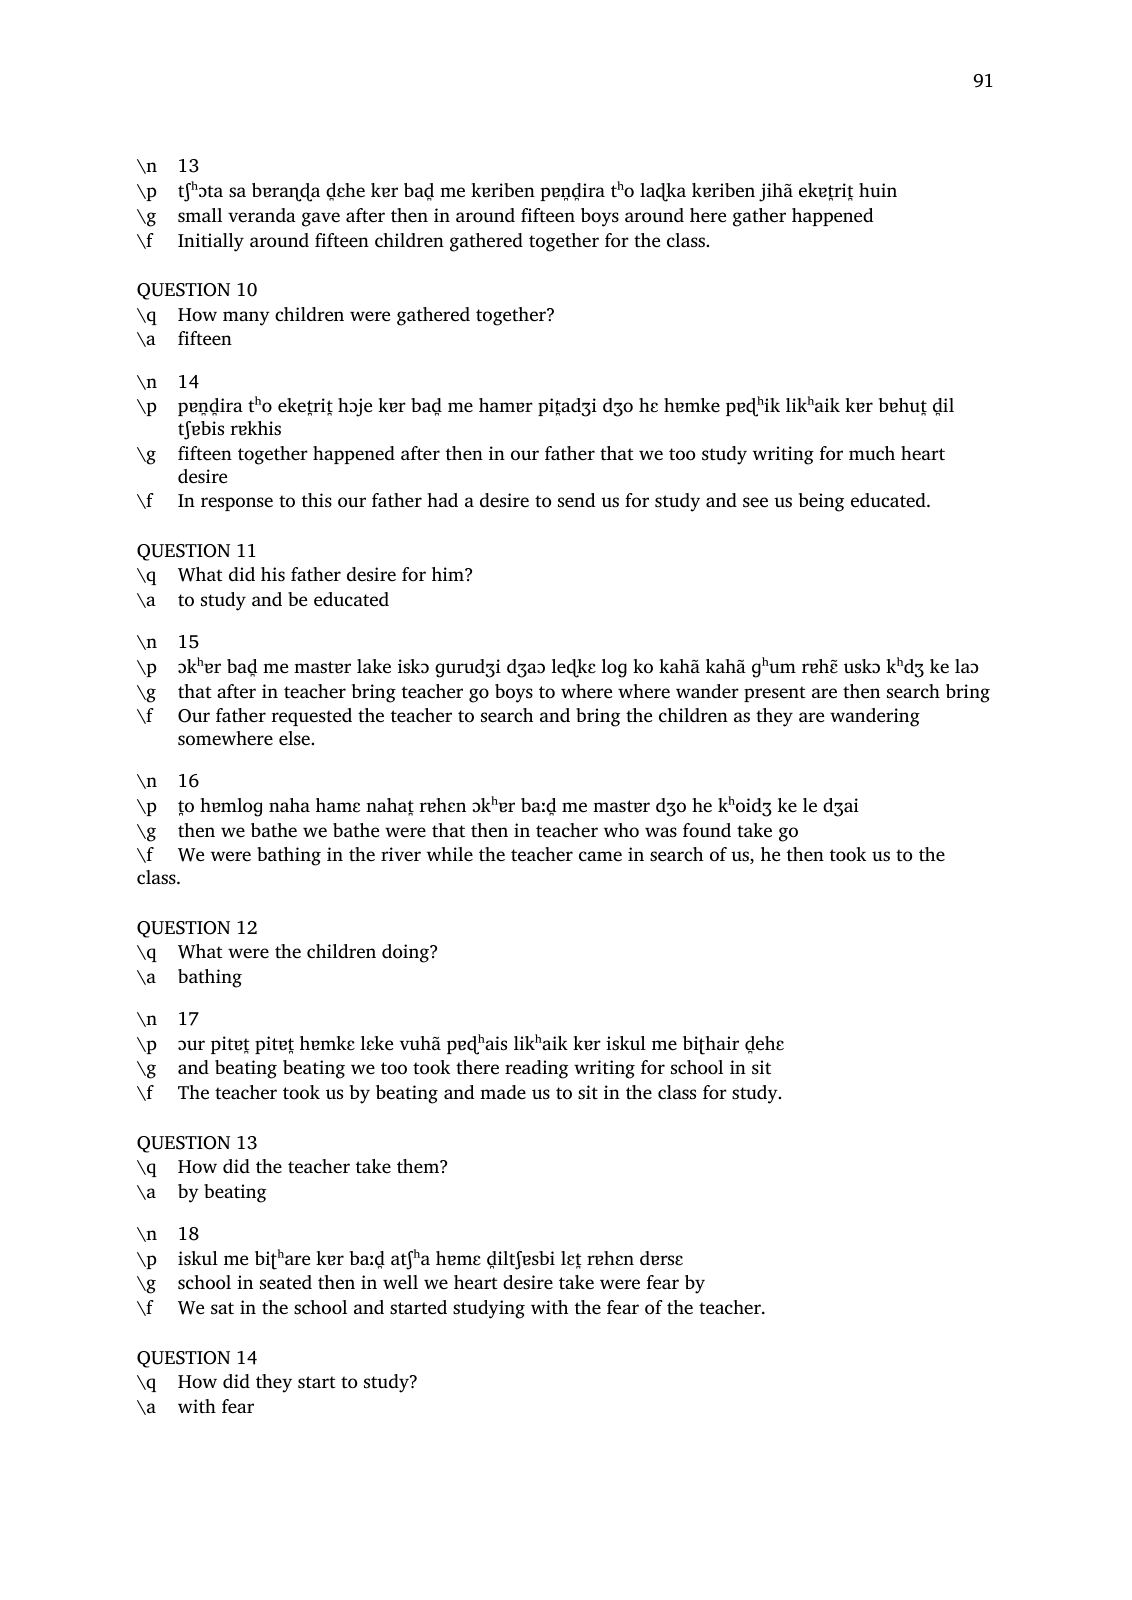 91
\n 13
\p tʃʰɔta sa bɐraɳɖa d̪ɛhe kɐr bad̪ me kɐriben pɐn̪d̪ira tʰo laɖka kɐriben jihã ekɐt̪rit̪ huin
\g small veranda gave after then in around fifteen boys around here gather happened
\f Initially around fifteen children gathered together for the class.
QUESTION 10
\q How many children were gathered together?
\a fifteen
\n 14
\p pɐn̪d̪ira tʰo eket̪rit̪ hɔje kɐr bad̪ me hamɐr pit̪adʒi dʒo hɛ hɐmke pɐɖʰik likʰaik kɐr bɐhut̪ d̪il
tʃɐbis rɐkhis
\g fifteen together happened after then in our father that we too study writing for much heart
desire
\f In response to this our father had a desire to send us for study and see us being educated.
QUESTION 11
\q What did his father desire for him?
\a to study and be educated
\n 15
\p ɔkʰɐr bad̪ me mastɐr lake iskɔ gurudʒi dʒaɔ leɖkɛ log ko kahã kahã gʰum rɐhẽ uskɔ kʰdʒ ke laɔ
\g that after in teacher bring teacher go boys to where where wander present are then search bring
\f Our father requested the teacher to search and bring the children as they are wandering
somewhere else.
\n 16
\p t̪o hɐmlog naha hamɛ nahat̪ rɐhɛn ɔkʰɐr baːd̪ me mastɐr dʒo he kʰoidʒ ke le dʒai
\g then we bathe we bathe were that then in teacher who was found take go
\f We were bathing in the river while the teacher came in search of us, he then took us to the
class.
QUESTION 12
\q What were the children doing?
\a bathing
\n 17
\p ɔur pitɐt̪ pitɐt̪ hɐmkɛ lɛke vuhã pɐɖʰais likʰaik kɐr iskul me biʈhair d̪ehɛ
\g and beating beating we too took there reading writing for school in sit
\f The teacher took us by beating and made us to sit in the class for study.
QUESTION 13
\q How did the teacher take them?
\a by beating
\n 18
\p iskul me biʈʰare kɐr baːd̪ atʃʰa hɐmɛ d̪iltʃɐsbi lɛt̪ rɐhɛn dɐrsɛ
\g school in seated then in well we heart desire take were fear by
\f We sat in the school and started studying with the fear of the teacher.
QUESTION 14
\q How did they start to study?
\a with fear